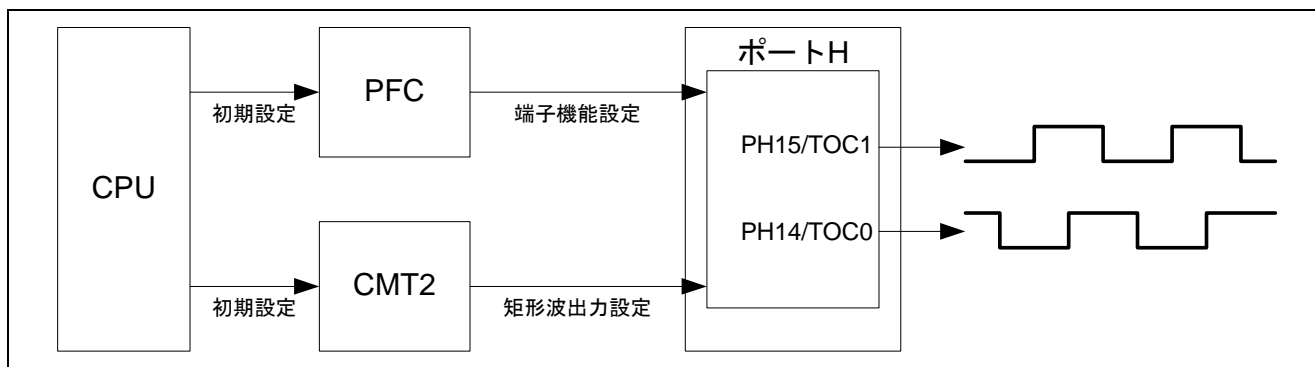 CPU
初期設定
PFC
端子機能設定
ポートH
PH15/TOC1
PH14/TOC0
初期設定
CMT2
矩形波出力設定